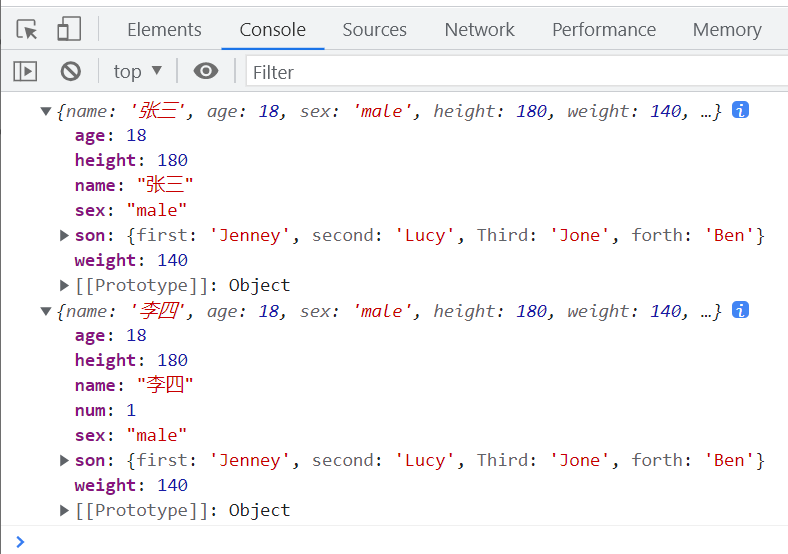 Elements Console Sources Network Performance Memory
top ▼ Filter
▼{name: '张三', age: 18, sex: 'male', height: 180, weight: 140, …} i
age: 18
height: 180
name: "张三"
sex: "male"
▶son: {first: 'Jenney', second: 'Lucy', Third: 'Jone', forth: 'Ben'}
weight: 140
▶[[Prototype]]: Object
▼{name: '李四', age: 18, sex: 'male', height: 180, weight: 140, …} i
age: 18
height: 180
name: "李四"
num: 1
sex: "male"
▶son: {first: 'Jenney', second: 'Lucy', Third: 'Jone', forth: 'Ben'}
weight: 140
▶[[Prototype]]: Object